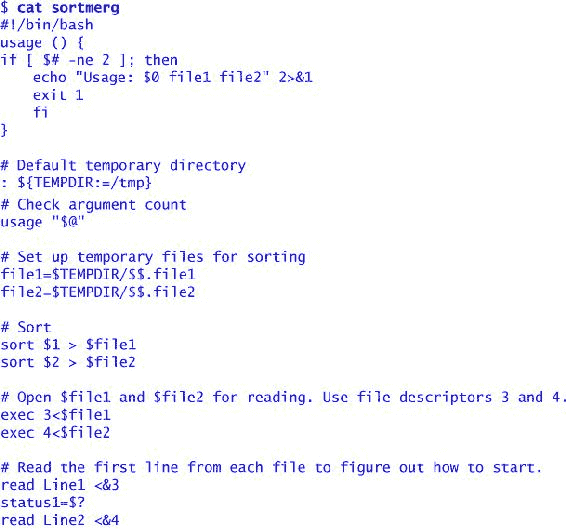 $ cat sortmerg
#!/bin/bash
usage () {
if [ $# -ne 2 ]; then
    echo "Usage: $0 file1 file2" 2>&1
    exit 1
    fi
}

# Default temporary directory
: ${TEMPDIR:=/tmp}
# Check argument count
usage "$@"

# Set up temporary files for sorting
file1=$TEMPDIR/$$.file1
file2=$TEMPDIR/$$.file2

# Sort
sort $1 > $file1
sort $2 > $file2

# Open $file1 and $file2 for reading. Use file descriptors 3 and 4.
exec 3<$file1
exec 4<$file2

# Read the first line from each file to figure out how to start.
read Line1 <&3
status1=$?
read Line2 <&4